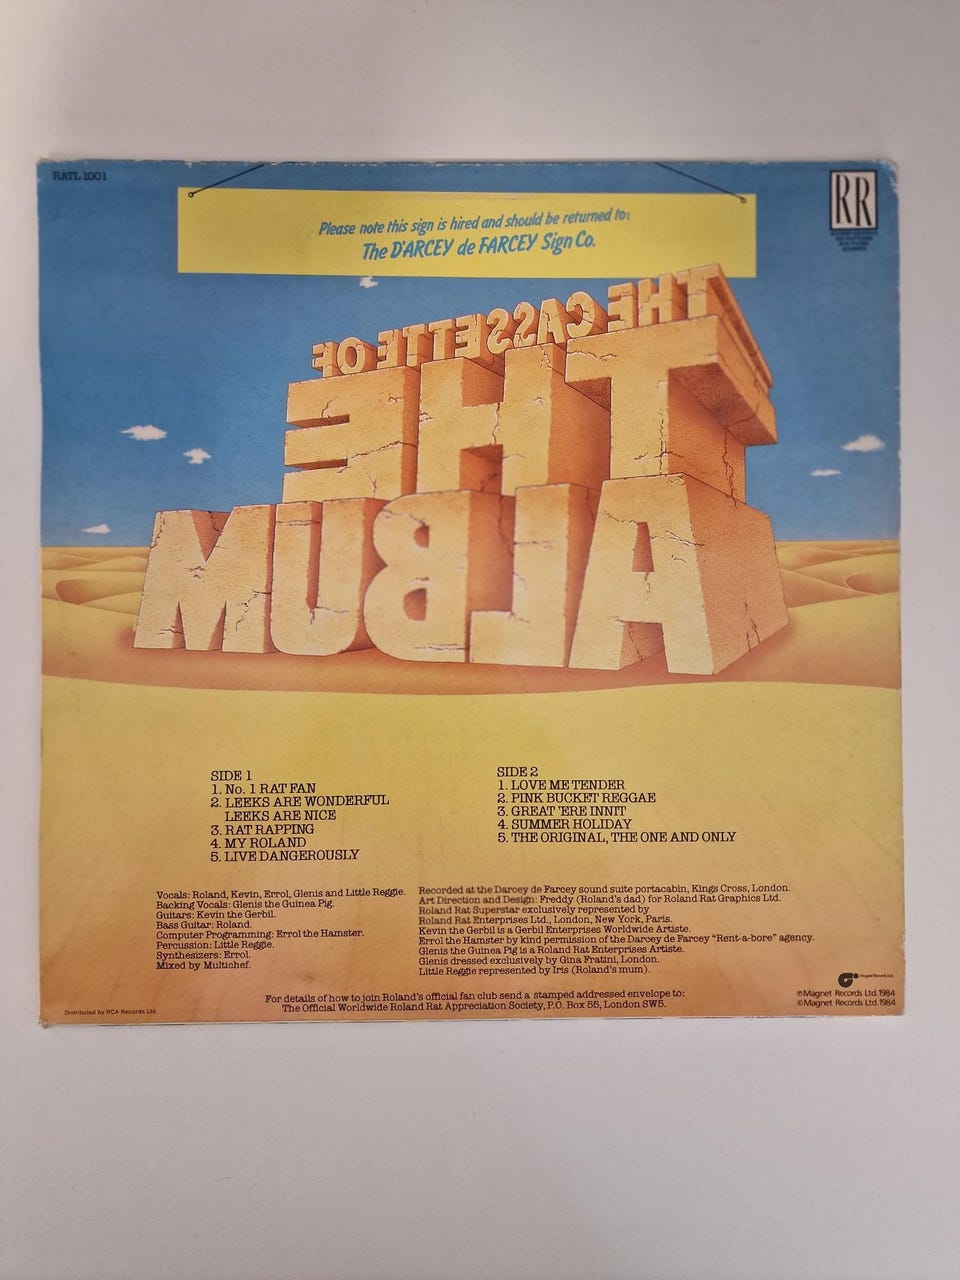 RATL 1001
RR
Please note this sign is hired and should be returned to:
The D'ARCEY de FARCEY Sign Co.
THE CASSETTE OF
THE
ALBUM
SIDE 1
1. No. 1 RAT FAN
2. LEEKS ARE WONDERFUL
LEEKS ARE NICE
3. RAT RAPPING
4. MY ROLAND
5. LIVE DANGEROUSLY
SIDE 2
1. LOVE ME TENDER
2. PINK BUCKET REGGAE
3. GREAT 'ERE INNIT
4. SUMMER HOLIDAY
5. THE ORIGINAL, THE ONE AND ONLY
Vocals: Roland, Kevin, Errol, Glenis and Little Reggie.
Backing Vocals: Glenis the Guinea Pig.
Guitars: Kevin the Gerbil.
Bass Guitar: Roland.
Computer Programming: Errol the Hamster.
Percussion: Little Reggie.
Synthesizers: Errol.
Mixed by Multichef.
Recorded at the Darcey de Farcey sound suite portacabin, Kings Cross, London.
Art Direction and Design: Freddy (Roland's dad) for Roland Rat Graphics Ltd.
Roland Rat Superstar exclusively represented by
Roland Rat Enterprises Ltd., London, New York, Paris.
Kevin the Gerbil is a Gerbil Enterprises Worldwide Artiste.
Errol the Hamster by kind permission of the Darcey de Farcey "Rent-a-bore" agency.
Glenis the Guinea Pig is a Roland Rat Enterprises Artiste.
Glenis dressed exclusively by Gina Fratini, London.
Little Reggie represented by Iris (Roland's mum).
For details of how to join Roland's official fan club send a stamped addressed envelope to:
The Official Worldwide Roland Rat Appreciation Society, P.O. Box 55, London SW5.
Distributed by RCA Records Ltd.
Magnet Records Ltd.
℗Magnet Records Ltd. 1984
©Magnet Records Ltd. 1984